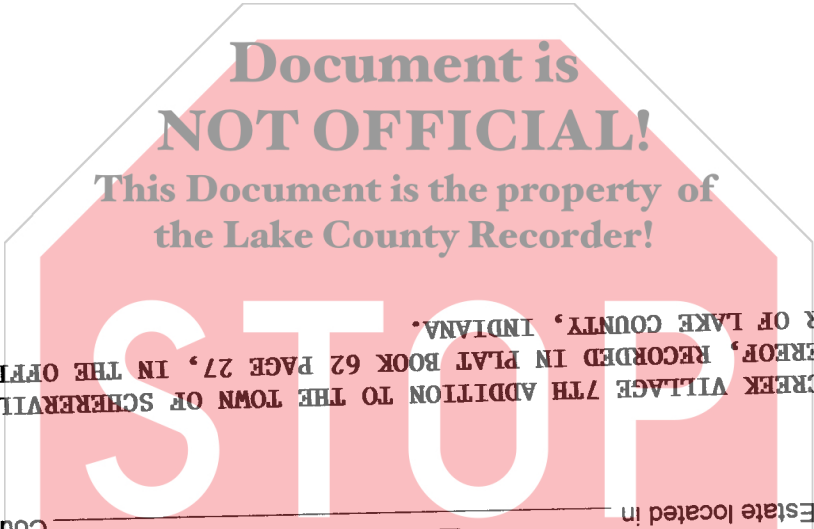 Document is
NOT OFFICIAL!
This Document is the property of
the Lake County Recorder!
STOP
Estate located in
CREEK VILLAGE 7TH ADDITION TO THE TOWN OF SCHERERVIL
EREOF, RECORDED IN PLAT BOOK 62 PAGE 27, IN THE OFFI
R OF LAKE COUNTY, INDIANA.